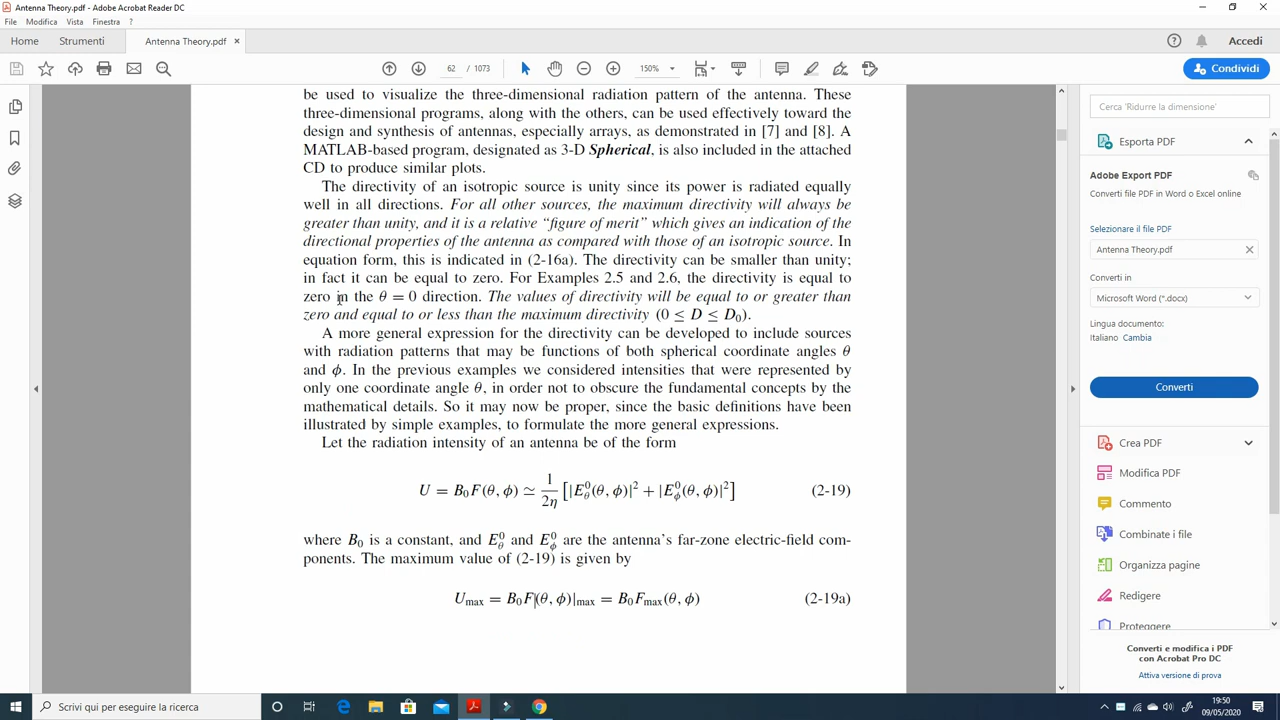 Antenna Theory.pdf - Adobe Acrobat Reader DC
File Modifica Vista Finestra ?
Home Strumenti Antenna Theory.pdf × Accedi
62 / 1073 150% Condividi
be used to visualize the three-dimensional radiation pattern of the antenna. These
three-dimensional programs, along with the others, can be used effectively toward the
design and synthesis of antennas, especially arrays, as demonstrated in [7] and [8]. A
MATLAB-based program, designated as 3-D Spherical, is also included in the attached
CD to produce similar plots.
The directivity of an isotropic source is unity since its power is radiated equally
well in all directions. For all other sources, the maximum directivity will always be
greater than unity, and it is a relative “figure of merit” which gives an indication of the
directional properties of the antenna as compared with those of an isotropic source. In
equation form, this is indicated in (2-16a). The directivity can be smaller than unity;
in fact it can be equal to zero. For Examples 2.5 and 2.6, the directivity is equal to
zero in the θ = 0 direction. The values of directivity will be equal to or greater than
zero and equal to or less than the maximum directivity (0 ≤ D ≤ D0).
A more general expression for the directivity can be developed to include sources
with radiation patterns that may be functions of both spherical coordinate angles θ
and ϕ. In the previous examples we considered intensities that were represented by
only one coordinate angle θ, in order not to obscure the fundamental concepts by the
mathematical details. So it may now be proper, since the basic definitions have been
illustrated by simple examples, to formulate the more general expressions.
Let the radiation intensity of an antenna be of the form
U = B0F(θ, ϕ) ≃ 1/2η [|E⁰θ(θ, ϕ)|² + |E⁰ϕ(θ, ϕ)|²] (2-19)
where B0 is a constant, and E⁰θ and E⁰ϕ are the antenna’s far-zone electric-field com-
ponents. The maximum value of (2-19) is given by
Umax = B0F(θ, ϕ)|max = B0Fmax(θ, ϕ) (2-19a)
Cerca 'Ridurre la dimensione'
Esporta PDF
Adobe Export PDF
Converti file PDF in Word o Excel online
Selezionare il file PDF
Antenna Theory.pdf
Converti in
Microsoft Word (*.docx)
Lingua documento:
Italiano Cambia
Converti
Crea PDF
Modifica PDF
Commento
Combinate i file
Organizza pagine
Redigere
Proteggere
Converti e modifica i PDF
con Acrobat Pro DC
Attiva versione di prova
Scrivi qui per eseguire la ricerca
19:50
09/05/2020